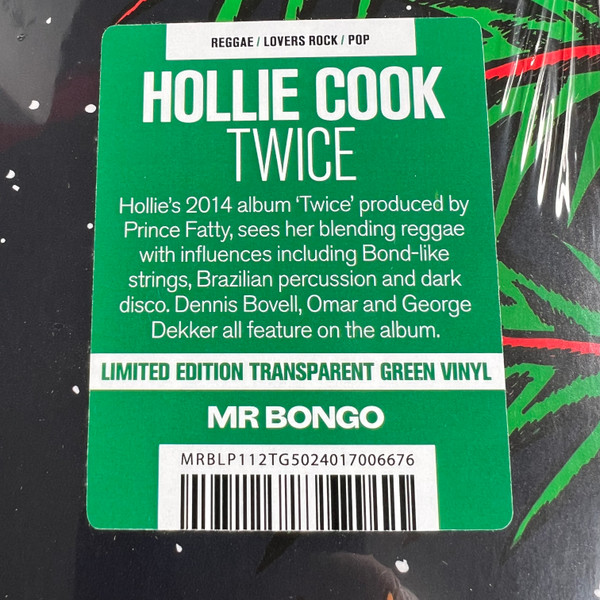 REGGAE / LOVERS ROCK / POP
HOLLIE COOK
TWICE
Hollie's 2014 album 'Twice' produced by
Prince Fatty, sees her blending reggae
with influences including Bond-like
strings, Brazilian percussion and dark
disco. Dennis Bovell, Omar and George
Dekker all feature on the album.
LIMITED EDITION TRANSPARENT GREEN VINYL
MR BONGO
MRBLP112TG5024017006676